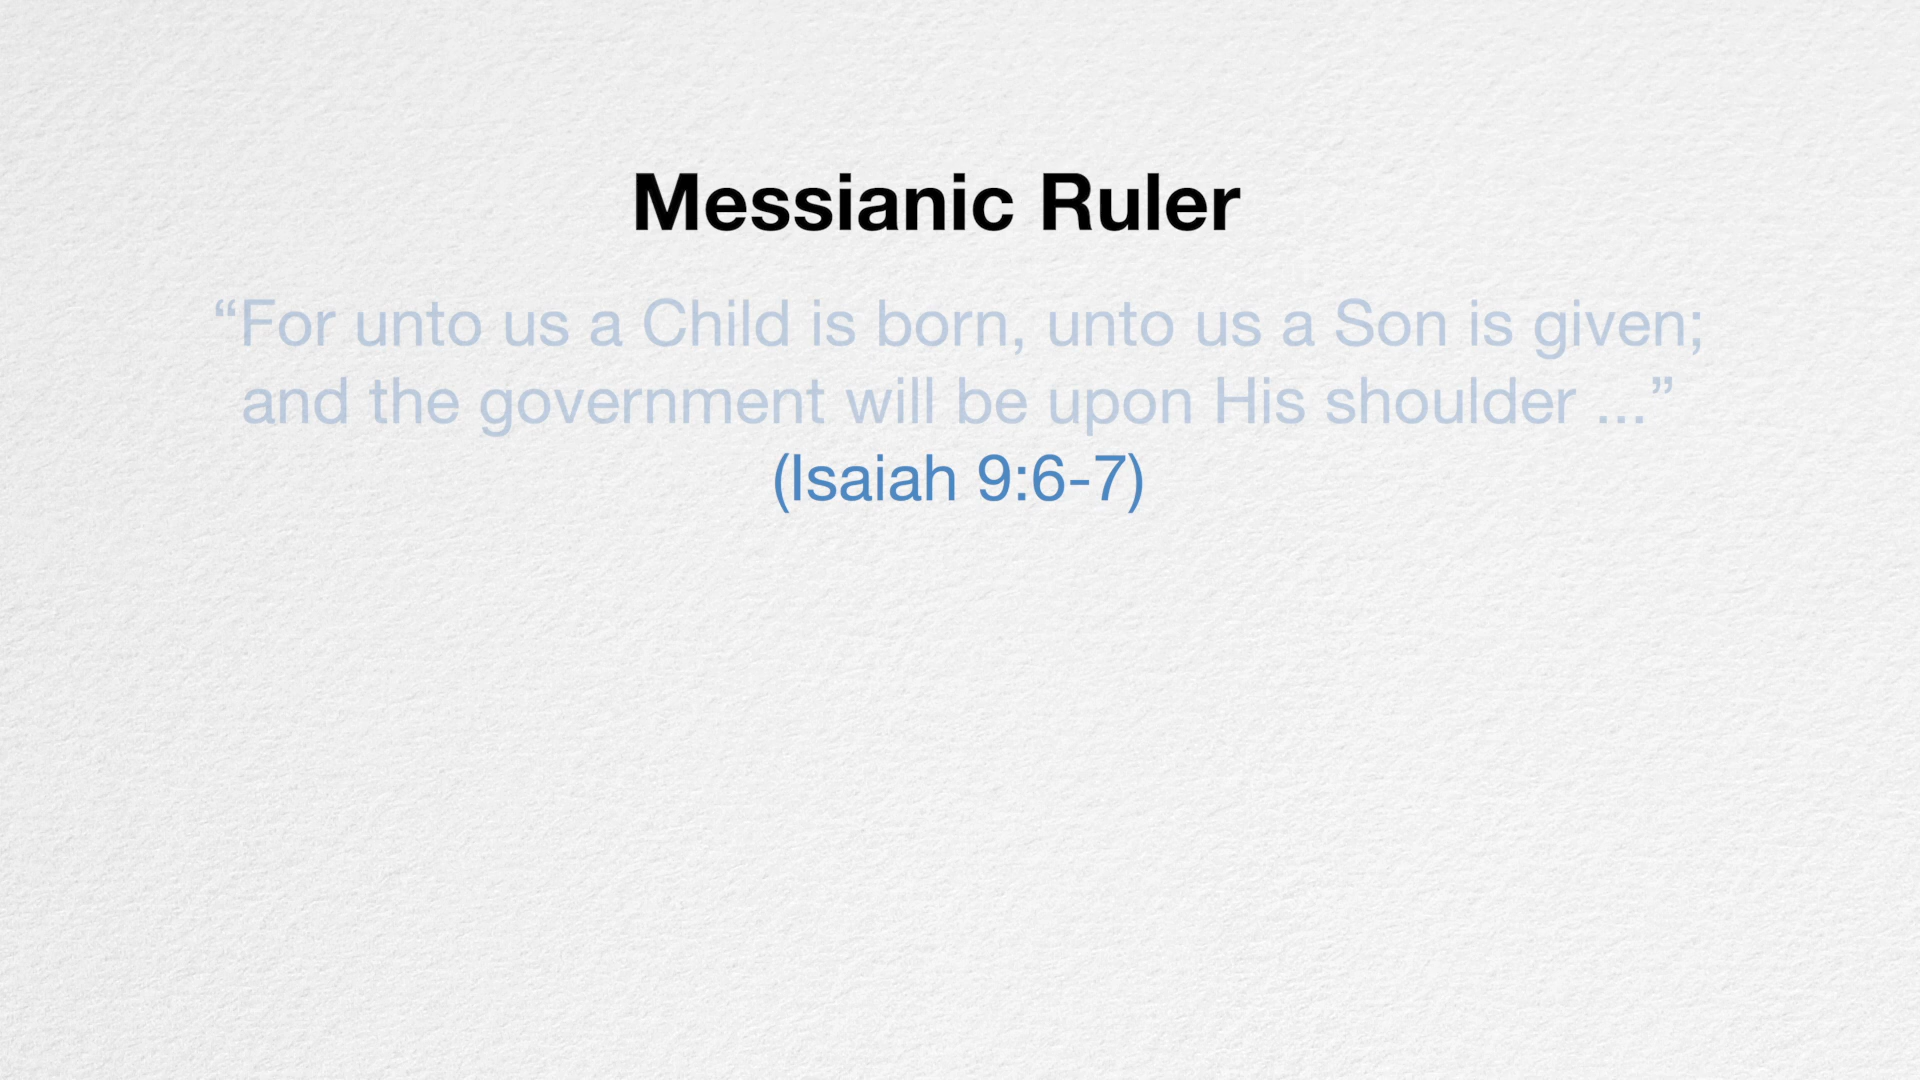 Messianic Ruler
“For unto us a Child is born, unto us a Son is given;
and the government will be upon His shoulder ...”
(Isaiah 9:6-7)